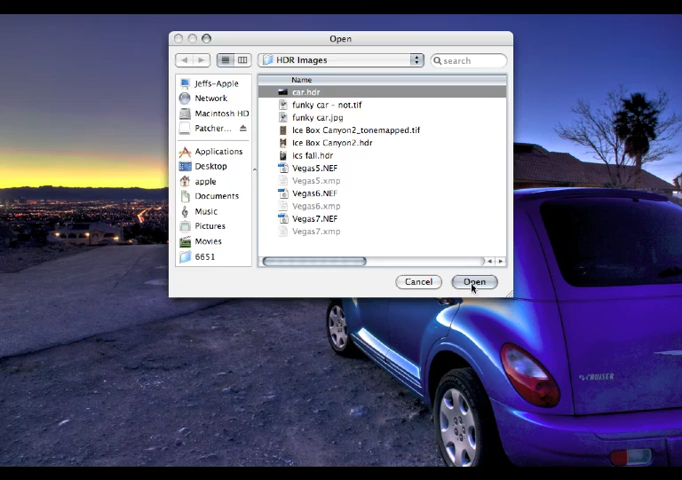 Open
HDR Images
search
Name
Jeffs-Apple
Network
Macintosh HD
Patcher...
Applications
Desktop
apple
Documents
Music
Pictures
Movies
6651
car.hdr
funky car - not.tif
funky car.jpg
Ice Box Canyon2_tonemapped.tif
Ice Box Canyon2.hdr
ics fall.hdr
Vegas5.NEF
Vegas5.xmp
Vegas6.NEF
Vegas6.xmp
Vegas7.NEF
Vegas7.xmp
Cancel
Open
CRUISER